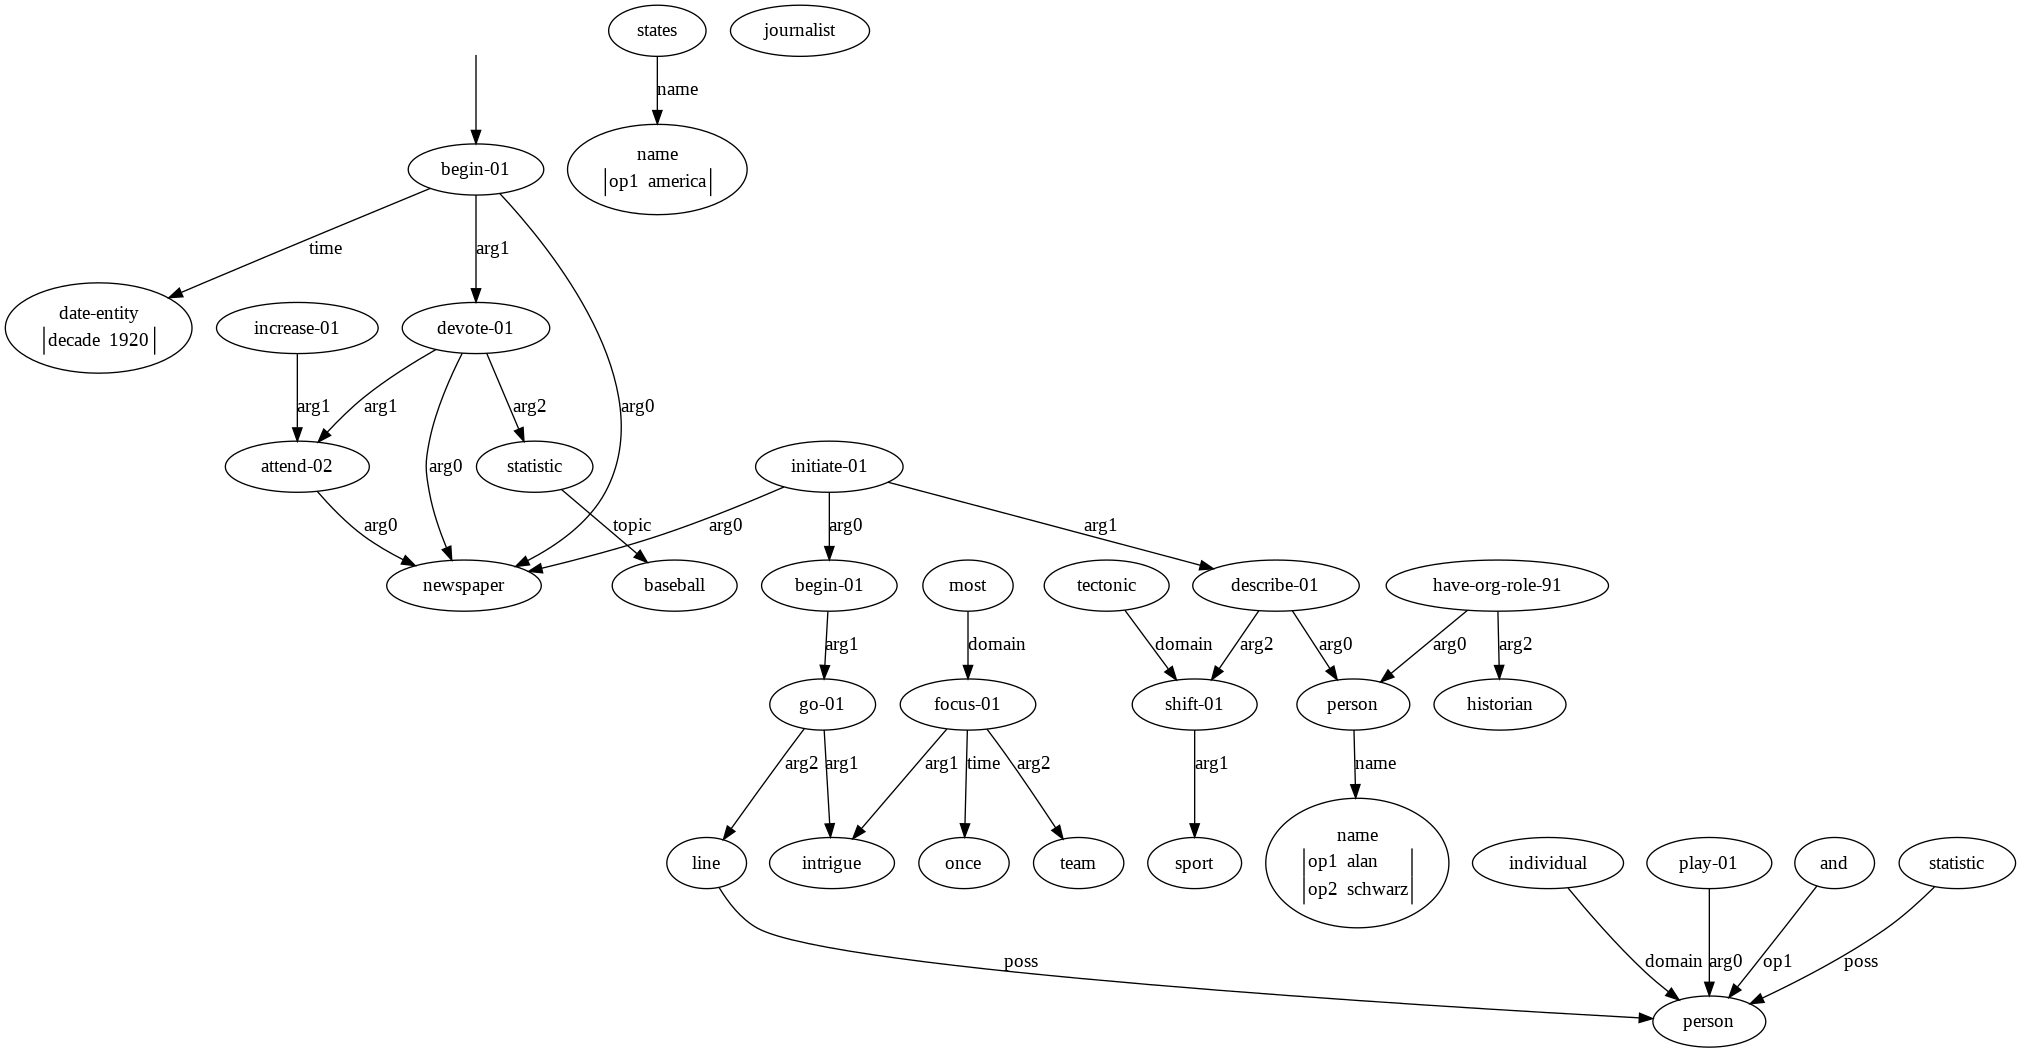 states
journalist
name
begin-01
name
op1 america
time
arg1
date-entity
decade 1920
increase-01
devote-01
arg1
arg1
arg2
arg0
attend-02
arg0
statistic
initiate-01
arg0
topic
arg0
arg0
arg1
newspaper
baseball
begin-01
most
tectonic
describe-01
have-org-role-91
arg1
domain
domain
arg2
arg0
arg0
arg2
go-01
focus-01
shift-01
person
historian
arg2
arg1
arg1
time
arg2
arg1
name
line
intrigue
once
team
sport
name
op1 alan
op2 schwarz
individual
play-01
and
statistic
poss
domain
arg0
op1
poss
person